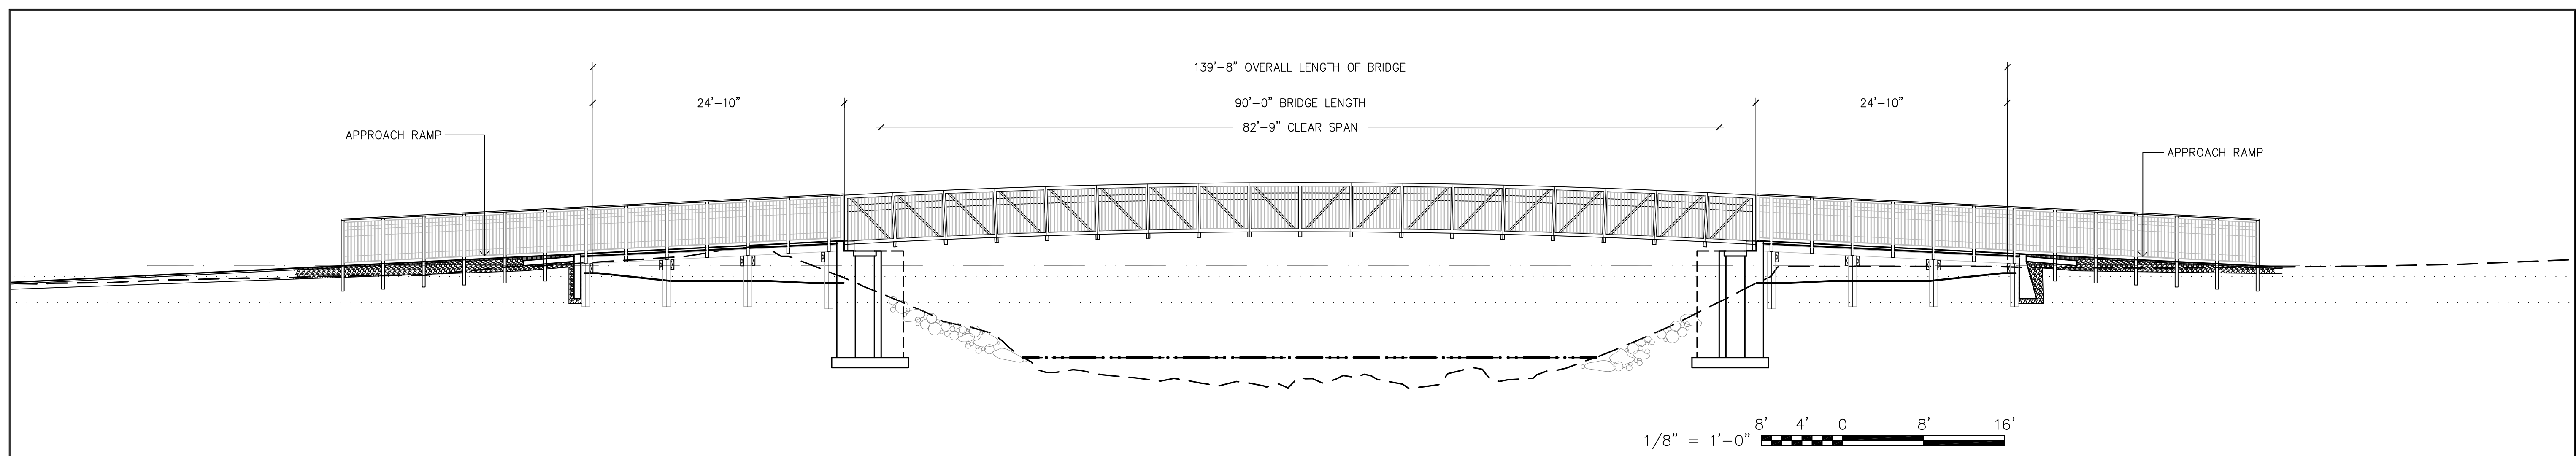 139'-8" OVERALL LENGTH OF BRIDGE
24'-10" 90'-0" BRIDGE LENGTH 24'-10"
82'-9" CLEAR SPAN
APPROACH RAMP
APPROACH RAMP
8' 4' 0 8' 16'
1/8" = 1'-0"